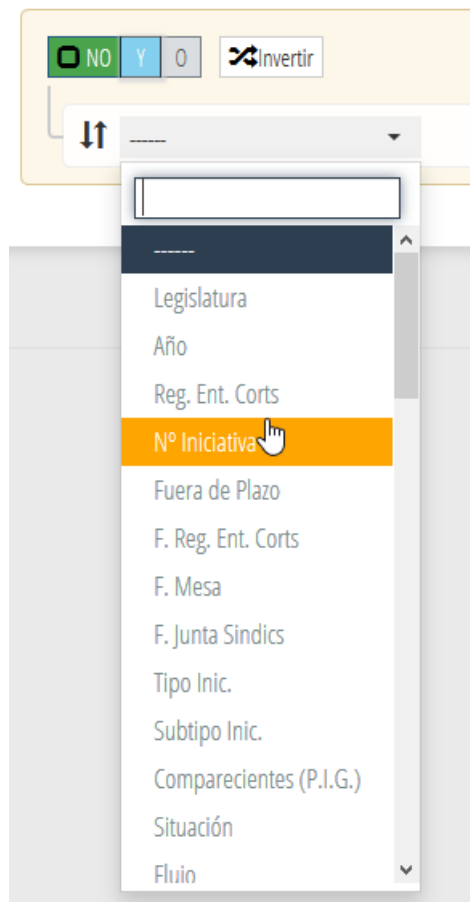 NO Y O Invertir
------
------
Legislatura
Año
Reg. Ent. Corts
Nº Iniciativa
Fuera de Plazo
F. Reg. Ent. Corts
F. Mesa
F. Junta Sindics
Tipo Inic.
Subtipo Inic.
Comparecientes (P.I.G.)
Situación
Flujo